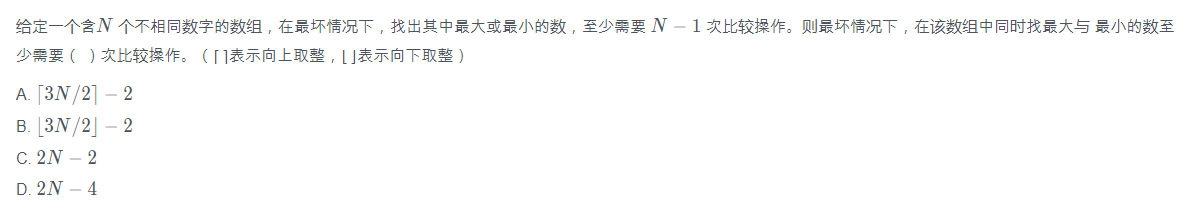 给定一个含N 个不相同数字的数组，在最坏情况下，找出其中最大或最小的数，至少需要 N − 1 次比较操作。则最坏情况下，在该数组中同时找最大与 最小的数至
少需要（ ）次比较操作。（⌈ ⌉表示向上取整，⌊ ⌋表示向下取整）
A. ⌈3N/2⌉ − 2
B. ⌊3N/2⌋ − 2
C. 2N − 2
D. 2N − 4